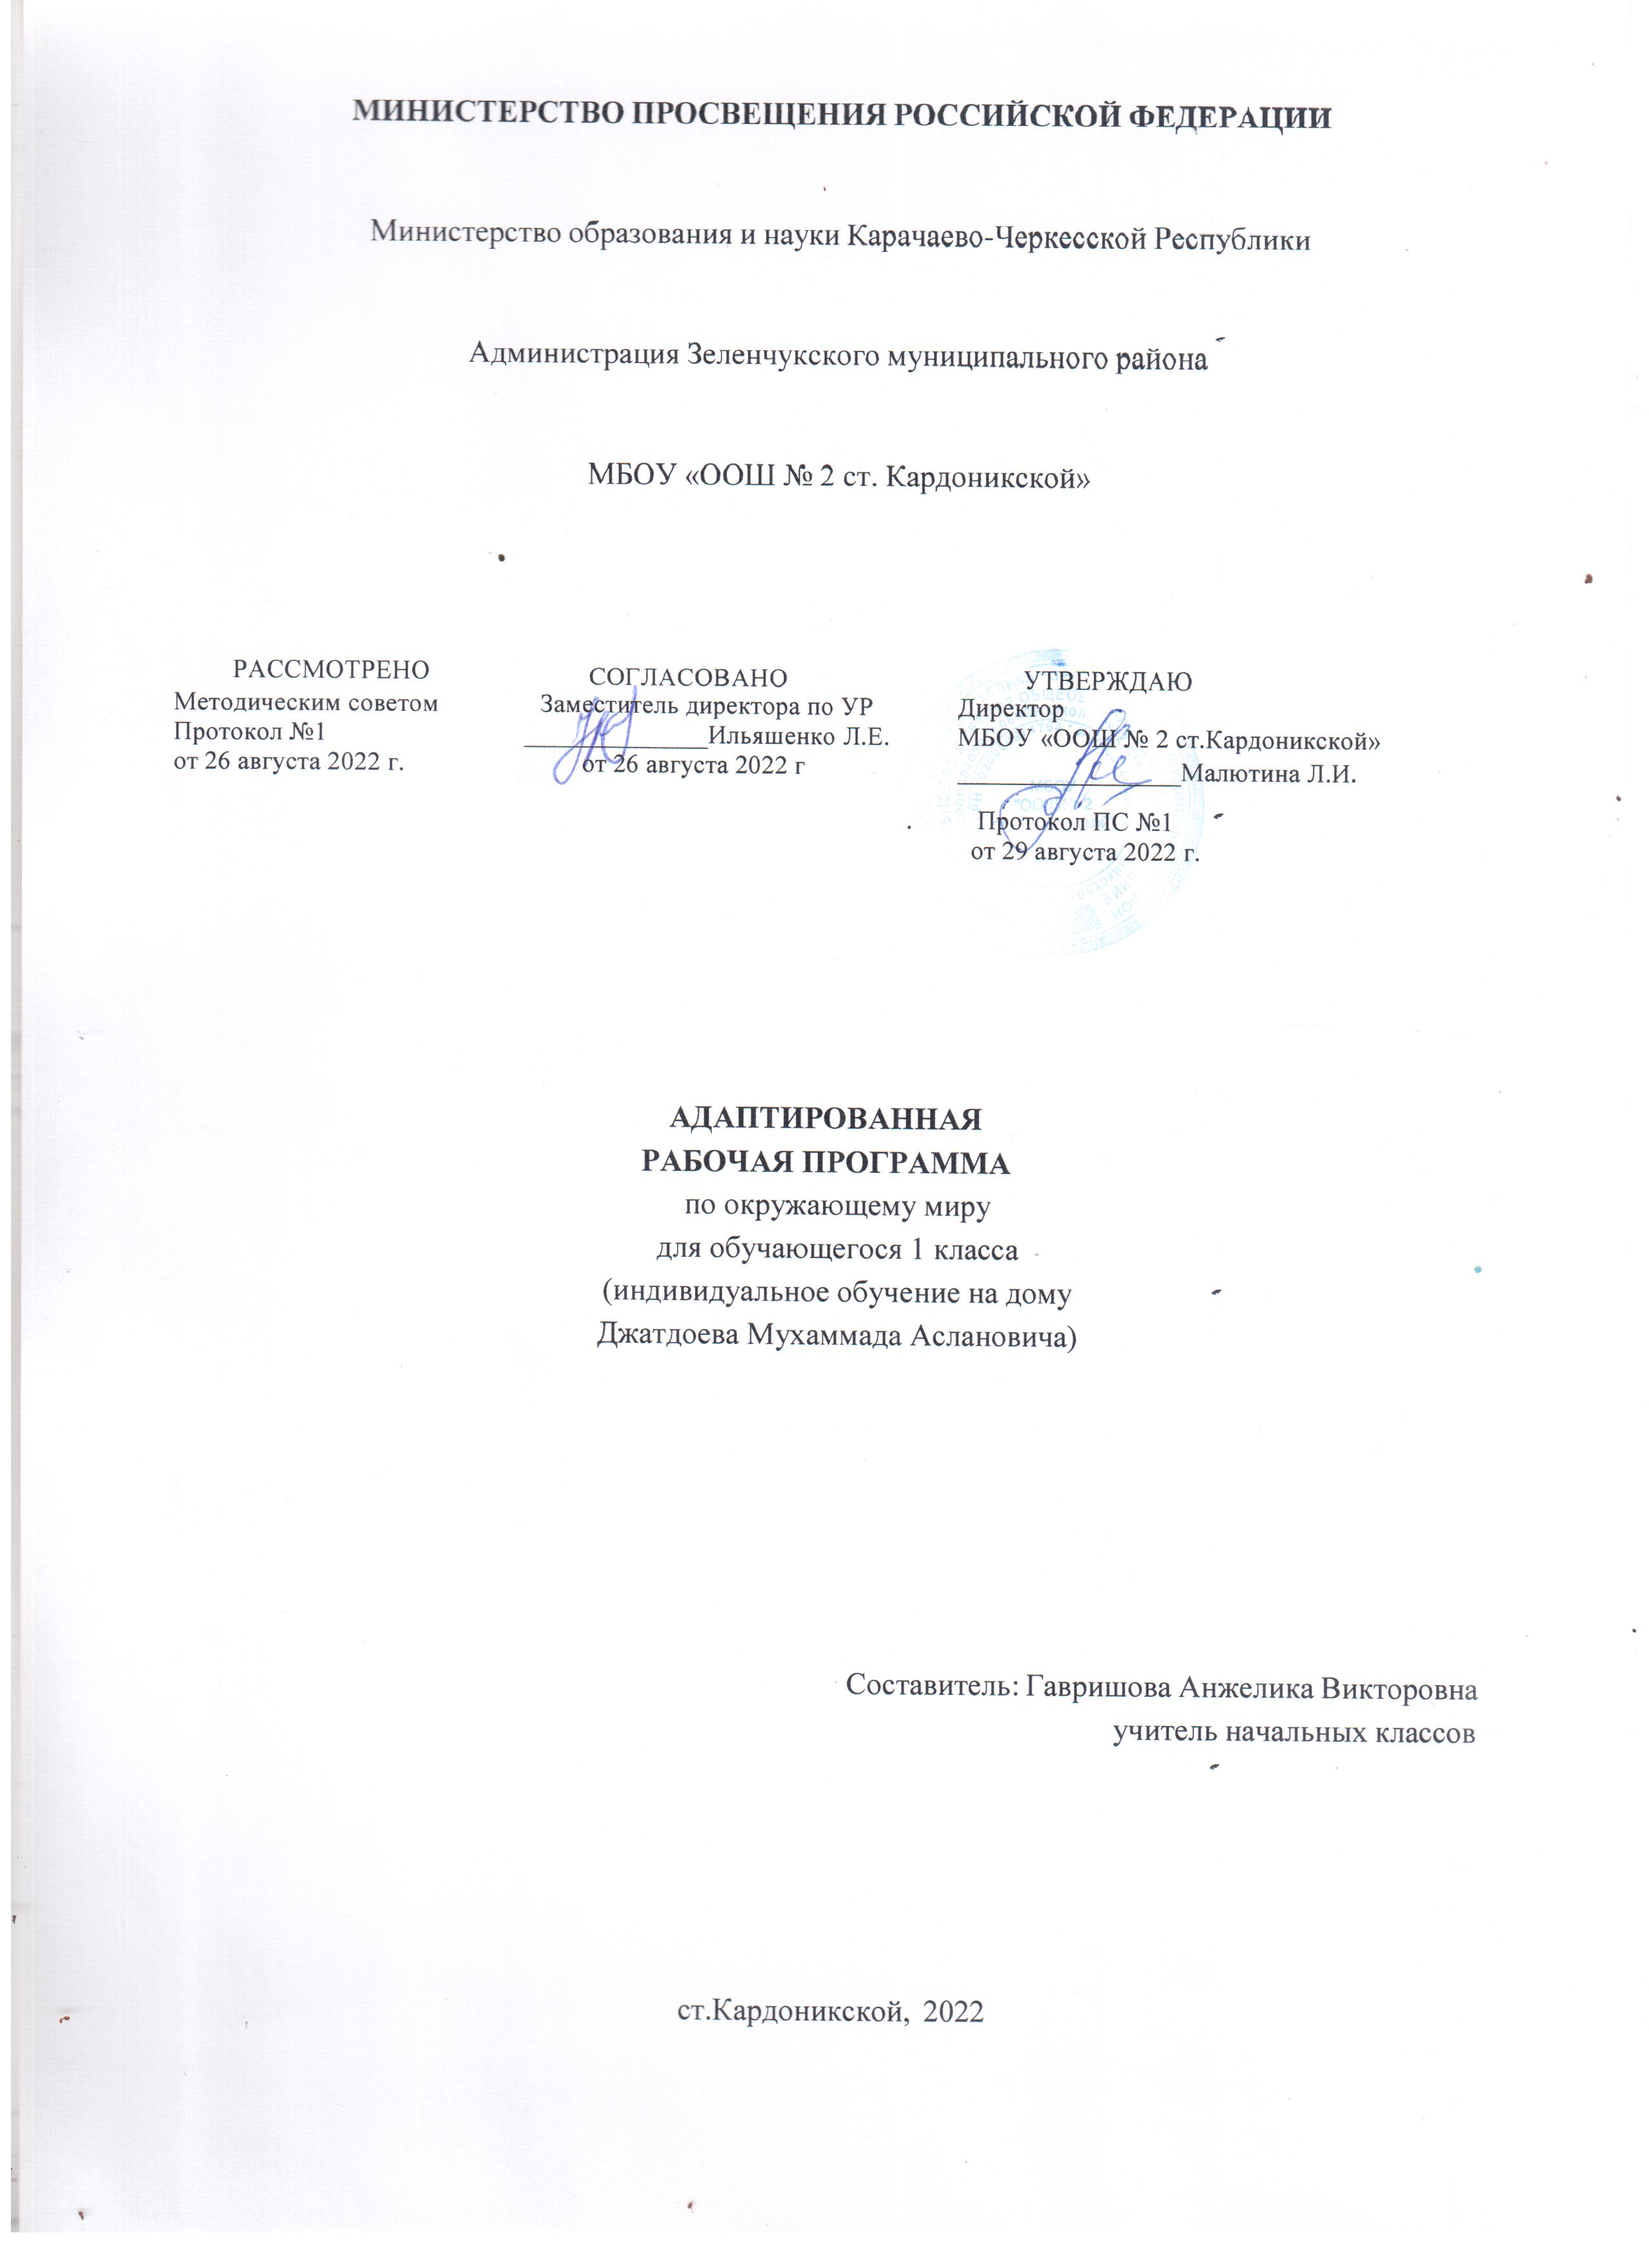 МИНИСТЕРСТВО ПРОСВЕЩЕНИЯ РОССИЙСКОЙ ФЕДЕРАЦИИ
Министерство образования и науки Карачаево-Черкесской Республики
Администрация Зеленчукского муниципального района
МБОУ «ООШ № 2 ст. Кардоникской»
РАССМОТРЕНО
Методическим советом
Протокол №1
от 26 августа 2022 г.
СОГЛАСОВАНО
Заместитель директора по УР
______________Ильяшенко Л.Е.
от 26 августа 2022 г
УТВЕРЖДАЮ
Директор
МБОУ «ООШ № 2 ст.Кардоникской»
_________________Малютина Л.И.
Протокол ПС №1
от 29 августа 2022 г.
АДАПТИРОВАННАЯ
РАБОЧАЯ ПРОГРАММА
по окружающему миру
для обучающегося 1 класса
(индивидуальное обучение на дому
Джатдоева Мухаммада Аслановича)
Составитель: Гавришова Анжелика Викторовна
учитель начальных классов
ст.Кардоникской, 2022